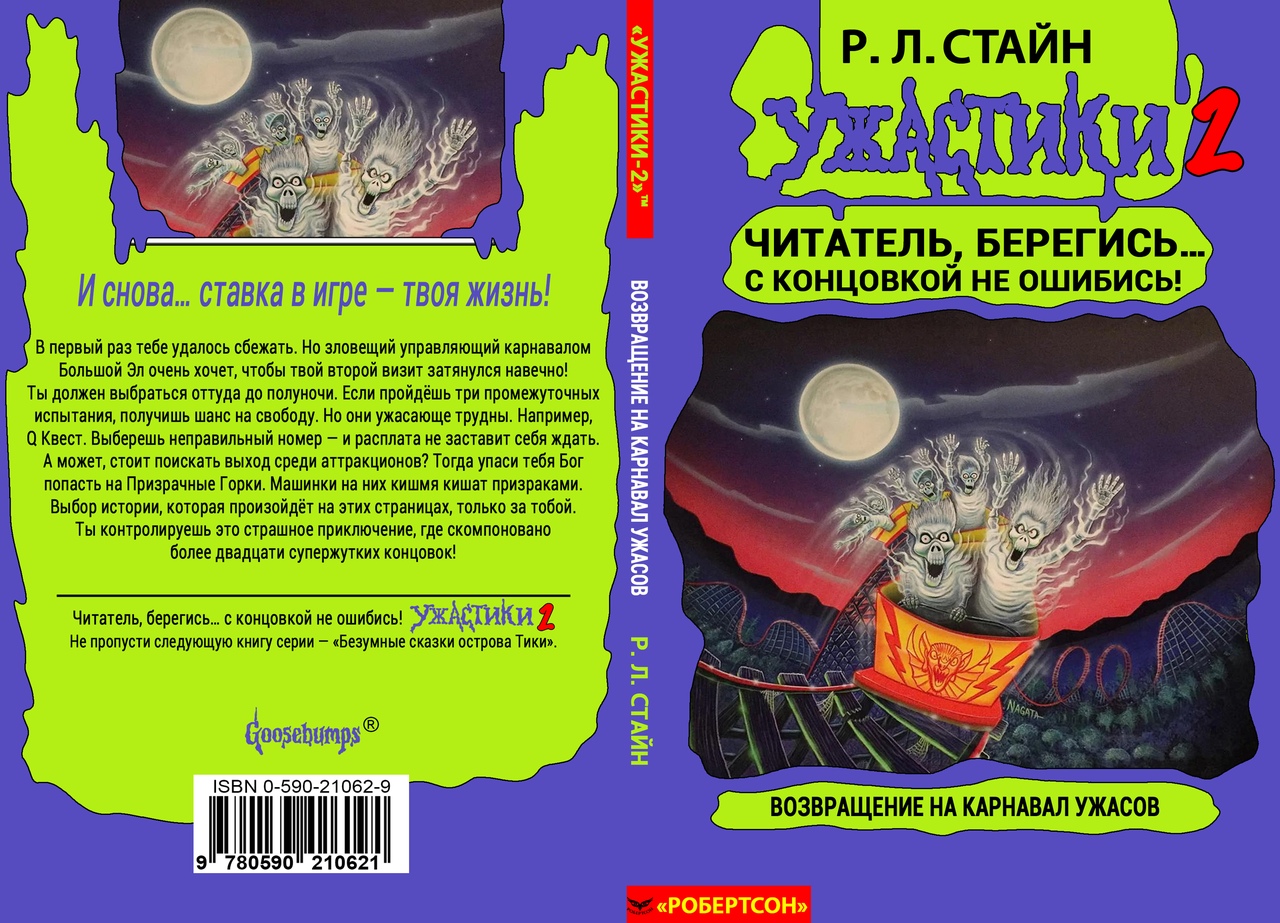 И снова... ставка в игре – твоя жизнь!
В первый раз тебе удалось сбежать. Но зловещий управляющий карнавалом
Большой Эл очень хочет, чтобы твой второй визит затянулся навечно!
Ты должен выбраться оттуда до полуночи. Если пройдёшь три промежуточных
испытания, получишь шанс на свободу. Но они ужасающе трудны. Например,
Q Квест. Выберешь неправильный номер – и расплата не заставит себя ждать.
А может, стоит поискать выход среди аттракционов? Тогда упаси тебя Бог
попасть на Призрачные Горки. Машинки на них кишмя кишат призраками.
Выбор истории, которая произойдёт на этих страницах, только за тобой.
Ты контролируешь это страшное приключение, где скомпоновано
более двадцати супержутких концовок!
Читатель, берегись... с концовкой не ошибись! УЖАСТИКИ 2
Не пропусти следующую книгу серии – «Безумные сказки острова Тики».
Goosebumps®
ISBN 0-590-21062-9
9 780590 210621
«УЖАСТИКИ-2»™
ВОЗВРАЩЕНИЕ НА КАРНАВАЛ УЖАСОВ
Р. Л. СТАЙН
Р. Л. СТАЙН
УЖАСТИКИ 2
ЧИТАТЕЛЬ, БЕРЕГИСЬ...
С КОНЦОВКОЙ НЕ ОШИБИСЬ!
NAGATA
ВОЗВРАЩЕНИЕ НА КАРНАВАЛ УЖАСОВ
«РОБЕРТСОН»